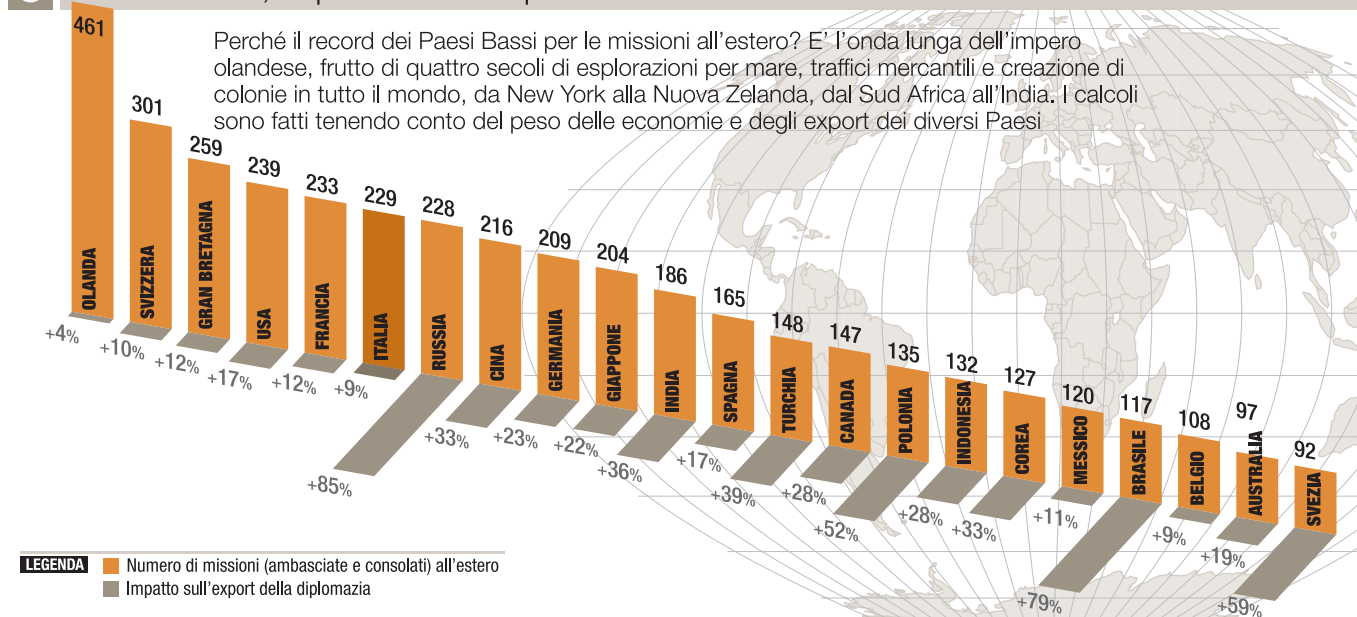 461
Perché il record dei Paesi Bassi per le missioni all'estero? E' l'onda lunga dell'impero
olandese, frutto di quattro secoli di esplorazioni per mare, traffici mercantili e creazione di
colonie in tutto il mondo, da New York alla Nuova Zelanda, dal Sud Africa all'India. I calcoli
sono fatti tenendo conto del peso delle economie e degli export dei diversi Paesi
301
259
239
233
229
228
216
209
204
186
165
148
147
135
132
127
120
117
108
97
92
OLANDA
SVIZZERA
GRAN BRETAGNA
USA
FRANCIA
ITALIA
RUSSIA
CINA
GERMANIA
GIAPPONE
INDIA
SPAGNA
TURCHIA
CANADA
POLONIA
INDONESIA
COREA
MESSICO
BRASILE
BELGIO
AUSTRALIA
SVEZIA
+4%
+10%
+12%
+17%
+12%
+9%
+85%
+33%
+23%
+22%
+36%
+17%
+39%
+28%
+52%
+28%
+33%
+11%
+79%
+9%
+19%
+59%
LEGENDA
Numero di missioni (ambasciate e consolati) all'estero
Impatto sull'export della diplomazia